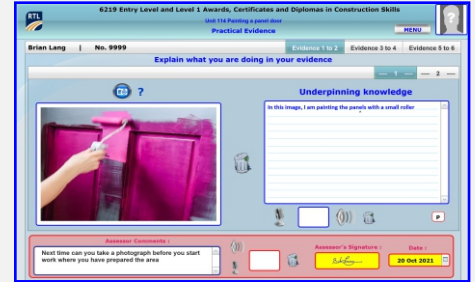 RTL
6219 Entry Level and Level 1 Awards, Certificates and Diplomas in Construction Skills
Unit 116 Painting a panel door
Practical Evidence
MENU
?
Brian Lang | No. 9999
Evidence 1 to 2 Evidence 3 to 4 Evidence 5 to 6
Explain what you are doing in your evidence
1 2
?
Underpinning knowledge
In this image, I am painting the panels with a small roller
P
Assessor Comments :
Next time can you take a photograph before you start
work where you have prepared the area
Assessor's Signature :
Date :
20 Oct 2021